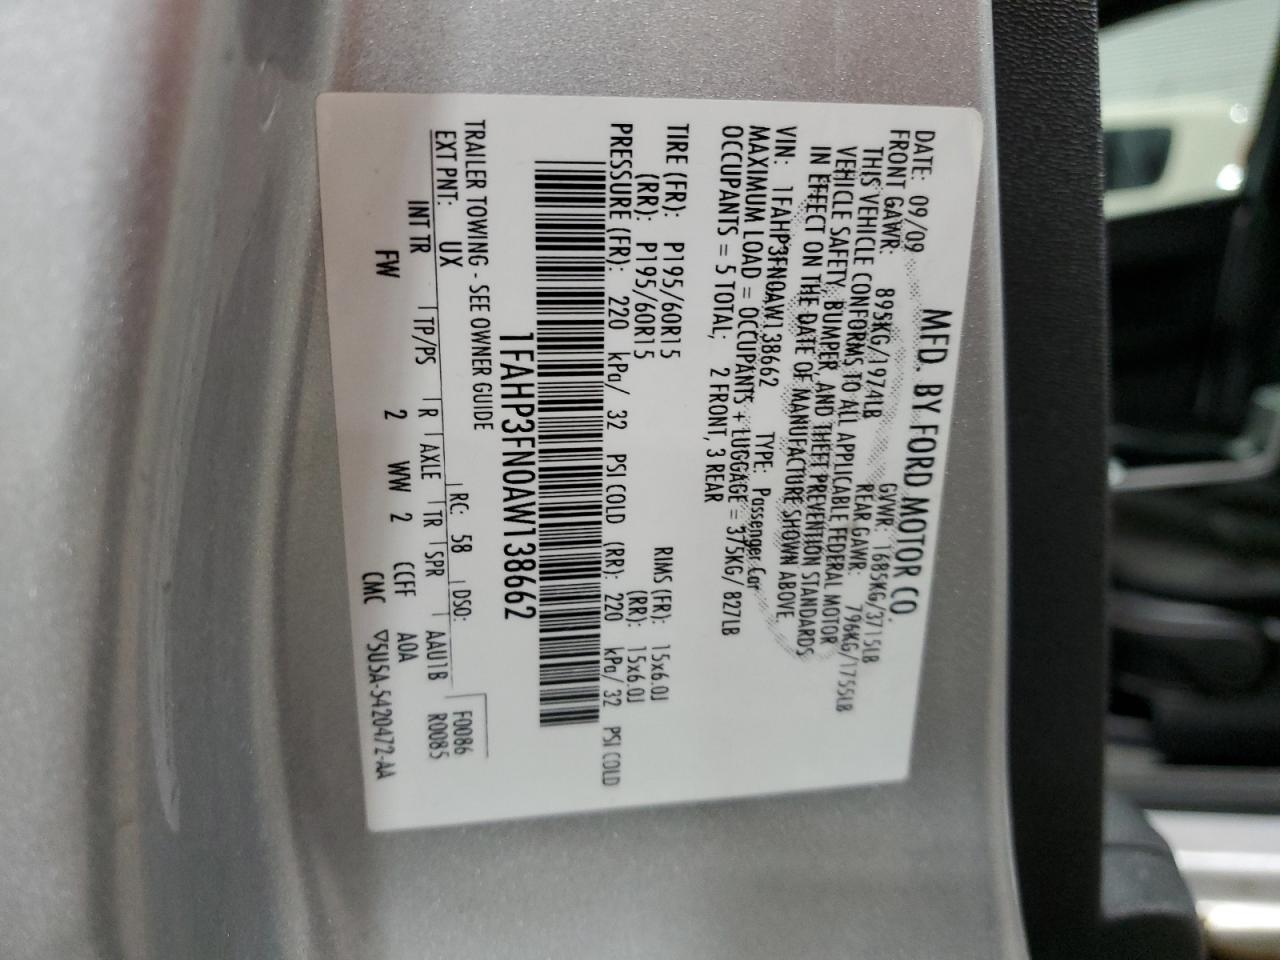 MFD. BY FORD MOTOR CO.
DATE: 09/09 GVWR: 1685KG/3715LB
FRONT GAWR: 895KG/1974LB REAR GAWR: 796KG/1755LB
THIS VEHICLE CONFORMS TO ALL APPLICABLE FEDERAL MOTOR
VEHICLE SAFETY, BUMPER, AND THEFT PREVENTION STANDARDS
IN EFFECT ON THE DATE OF MANUFACTURE SHOWN ABOVE
VIN: 1FAHP3FN0AW138662 TYPE: Passenger Car
MAXIMUM LOAD = OCCUPANTS + LUGGAGE = 375KG/ 827LB
OCCUPANTS = 5 TOTAL; 2 FRONT, 3 REAR
TIRE (FR): P195/60R15 RIMS (FR): 15x6.0J
(RR): P195/60R15 (RR): 15x6.0J
PRESSURE (FR): 220 kPa/ 32 PSI COLD (RR): 220 kPa/ 32 PSI COLD
1FAHP3FN0AW138662
TRAILER TOWING - SEE OWNER GUIDE
F0086
EXT PNT: UX RC: 58 DSO: R0085
INT TR TP/PS R AXLE TR SPR AAU1B
FW 2 WW 2 CCFF A0A
CMC ▽5U5A-5420472-AA